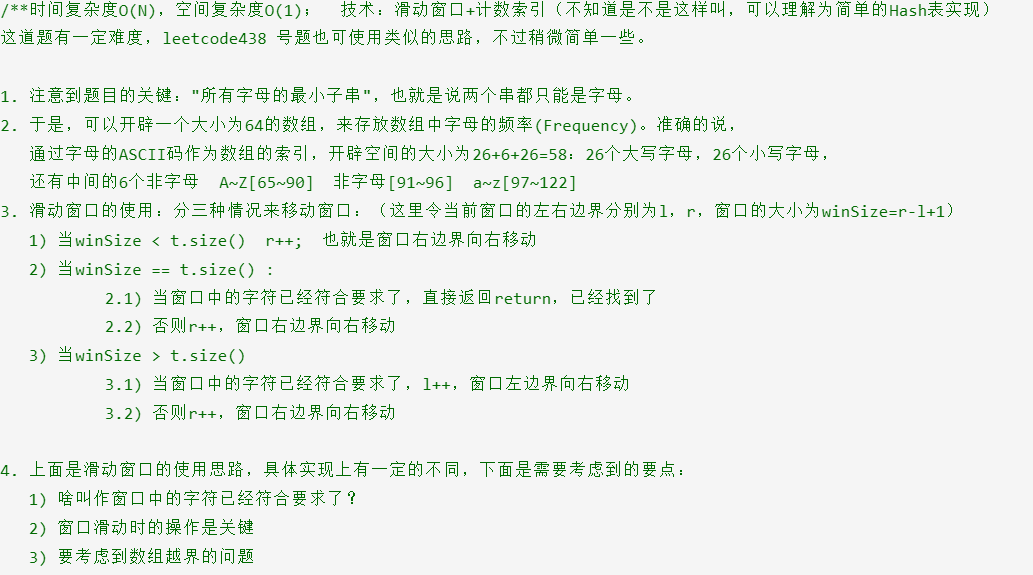 /**时间复杂度O(N)，空间复杂度O(1)；  技术：滑动窗口+计数索引（不知道是不是这样叫，可以理解为简单的Hash表实现）
这道题有一定难度，leetcode438 号题也可使用类似的思路，不过稍微简单一些。
1. 注意到题目的关键："所有字母的最小子串"，也就是说两个串都只能是字母。
2. 于是，可以开辟一个大小为64的数组，来存放数组中字母的频率(Frequency)。准确的说，
通过字母的ASCII码作为数组的索引，开辟空间的大小为26+6+26=58：26个大写字母，26个小写字母，
还有中间的6个非字母  A~Z[65~90]  非字母[91~96]  a~z[97~122]
3. 滑动窗口的使用：分三种情况来移动窗口：（这里令当前窗口的左右边界分别为l，r，窗口的大小为winSize=r-l+1）
1) 当winSize < t.size()  r++;  也就是窗口右边界向右移动
2) 当winSize == t.size() :
2.1) 当窗口中的字符已经符合要求了，直接返回return，已经找到了
2.2) 否则r++，窗口右边界向右移动
3) 当winSize > t.size()
3.1) 当窗口中的字符已经符合要求了，l++，窗口左边界向右移动
3.2) 否则r++，窗口右边界向右移动
4. 上面是滑动窗口的使用思路，具体实现上有一定的不同，下面是需要考虑到的要点：
1) 啥叫作窗口中的字符已经符合要求了？
2) 窗口滑动时的操作是关键
3) 要考虑到数组越界的问题